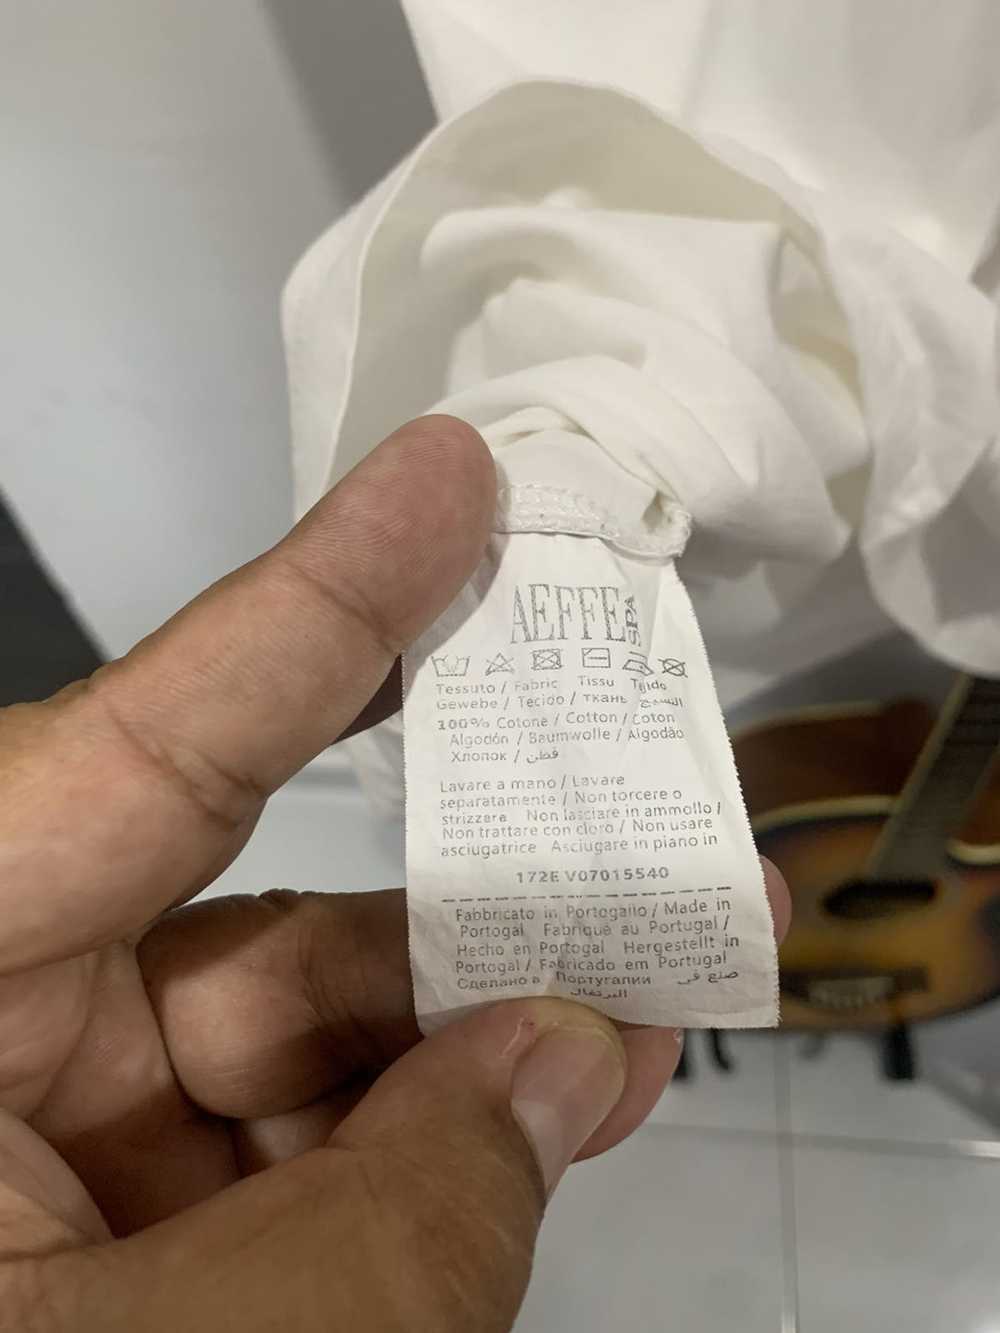 AEFFE SPA
Tessuto / Fabric Tissu Tejido
Gewebe / Tecido / ткань النسيج
100% Cotone / Cotton / Coton
Algodón / Baumwolle / Algodão
Хлопок / قطن
Lavare a mano / Lavare
separatamente / Non torcere o
strizzare Non lasciare in ammollo /
Non trattare con cloro / Non usare
asciugatrice Asciugare in piano in
172E V07015540
Fabbricato in Portogallo / Made in
Portogal Fabriqué au Portugal /
Hecho en Portogal Hergestellt in
Portogal / Fabricado em Portugal
Сделано в Португалии صنع في
البرتغال